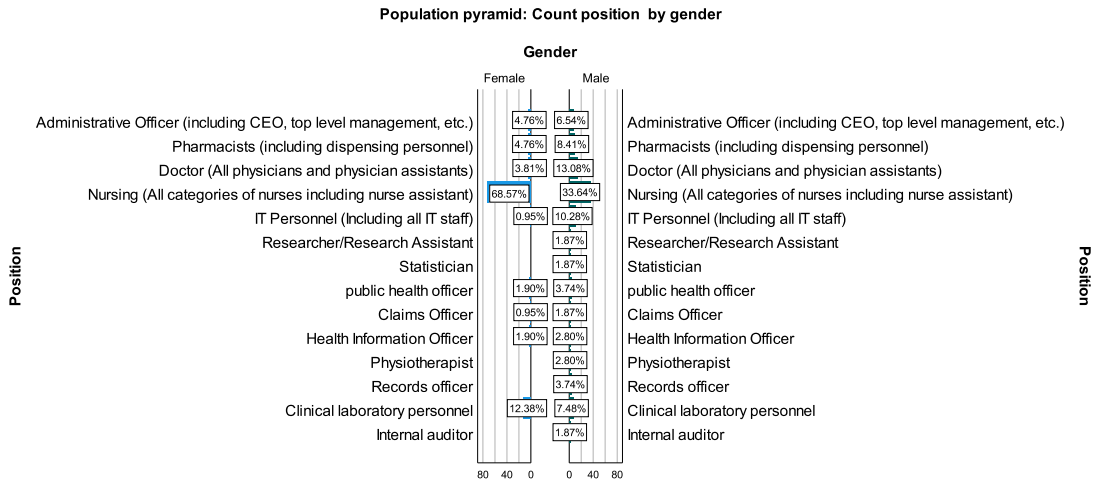 Population pyramid: Count position by gender
Gender
Female Male
Administrative Officer (including CEO, top level management, etc.) 4.76% 6.54% Administrative Officer (including CEO, top level management, etc.)
Pharmacists (including dispensing personnel) 4.76% 8.41% Pharmacists (including dispensing personnel)
Doctor (All physicians and physician assistants) 3.81% 13.08% Doctor (All physicians and physician assistants)
Nursing (All categories of nurses including nurse assistant) 68.57% 33.64% Nursing (All categories of nurses including nurse assistant)
IT Personnel (Including all IT staff) 0.95% 10.28% IT Personnel (Including all IT staff)
Researcher/Research Assistant 1.87% Researcher/Research Assistant
Statistician 1.87% Statistician
public health officer 1.90% 3.74% public health officer
Claims Officer 0.95% 1.87% Claims Officer
Health Information Officer 1.90% 2.80% Health Information Officer
Physiotherapist 2.80% Physiotherapist
Records officer 3.74% Records officer
Clinical laboratory personnel 12.38% 7.48% Clinical laboratory personnel
Internal auditor 1.87% Internal auditor
80 40 0 0 40 80
Position
Position